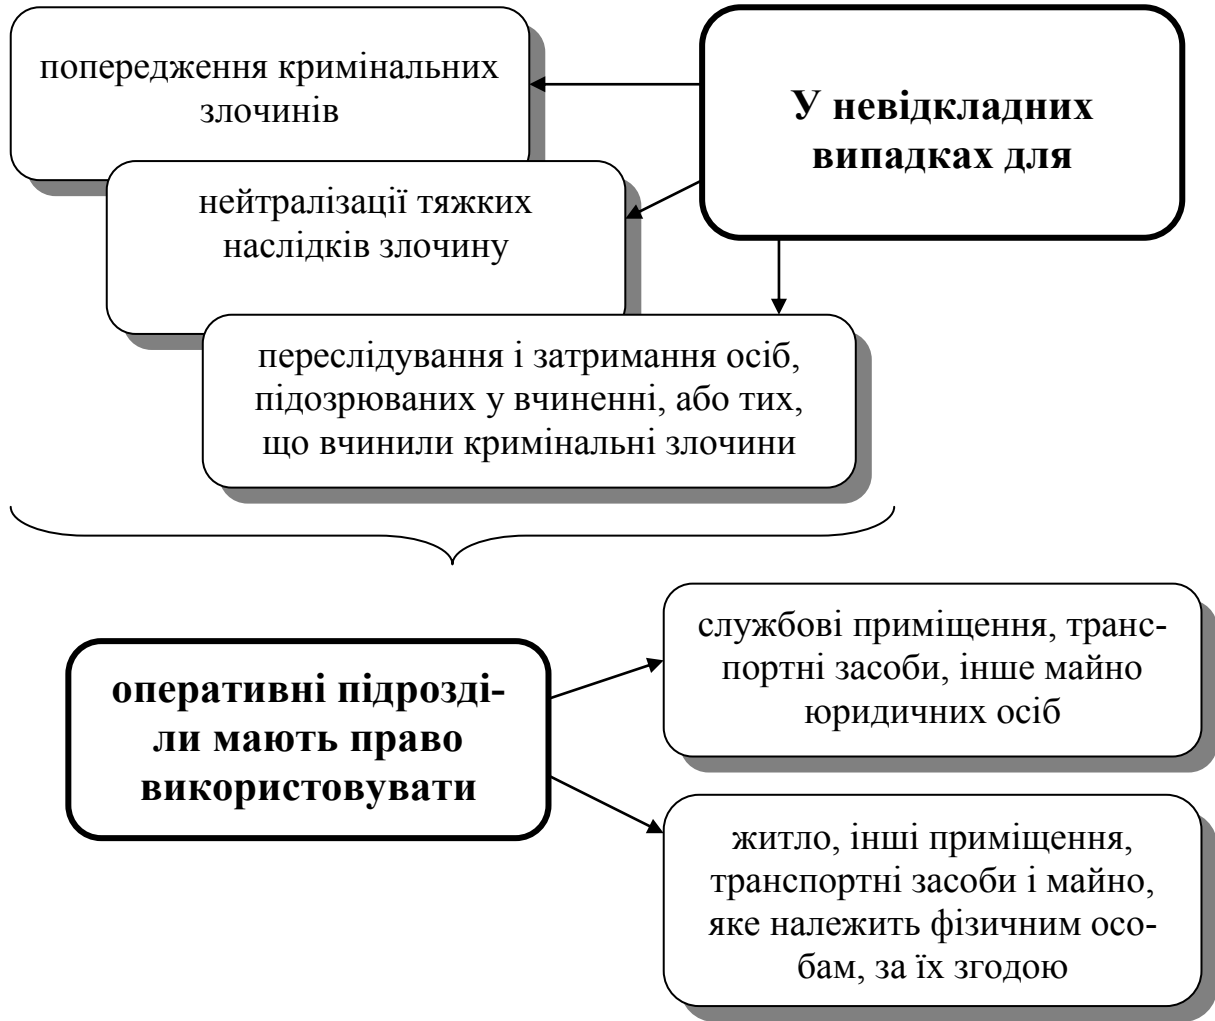 У невідкладних
випадках для
попередження кримінальних
злочинів
нейтралізації тяжких
наслідків злочину
переслідування і затримання осіб,
підозрюваних у вчиненні, або тих,
що вчинили кримінальні злочини
оперативні підрозді-
ли мають право
використовувати
службові приміщення, транс-
портні засоби, інше майно
юридичних осіб
житло, інші приміщення,
транспортні засоби і майно,
яке належить фізичним осо-
бам, за їх згодою